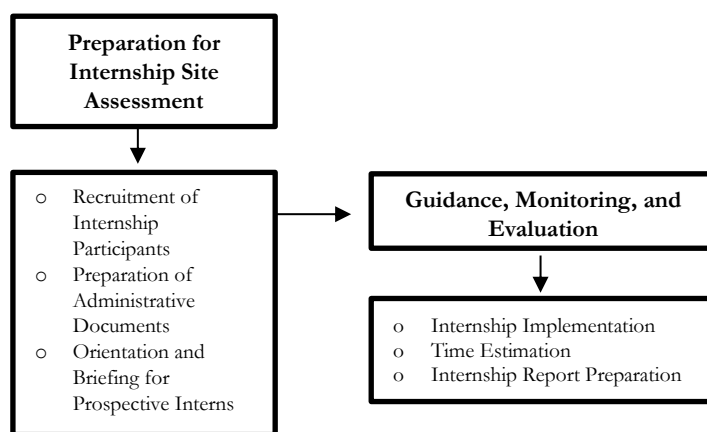 Preparation for
Internship Site
Assessment
o Recruitment of
Internship
Participants
o Preparation of
Administrative
Documents
o Orientation and
Briefing for
Prospective Interns
Guidance, Monitoring, and
Evaluation
o Internship Implementation
o Time Estimation
o Internship Report Preparation